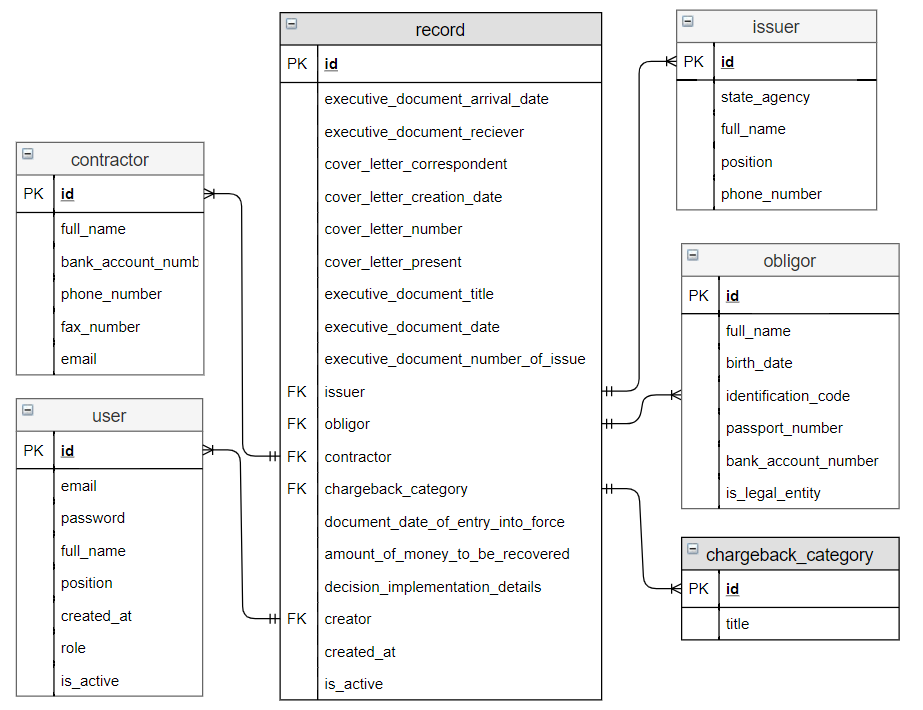 record
PK id
executive_document_arrival_date
executive_document_reciever
cover_letter_correspondent
cover_letter_creation_date
cover_letter_number
cover_letter_present
executive_document_title
executive_document_date
executive_document_number_of_issue
FK issuer
FK obligor
FK contractor
FK chargeback_category
document_date_of_entry_into_force
amount_of_money_to_be_recovered
decision_implementation_details
FK creator
created_at
is_active
contractor
PK id
full_name
bank_account_numb
phone_number
fax_number
email
user
PK id
email
password
full_name
position
created_at
role
is_active
issuer
PK id
state_agency
full_name
position
phone_number
obligor
PK id
full_name
birth_date
identification_code
passport_number
bank_account_number
is_legal_entity
chargeback_category
PK id
title